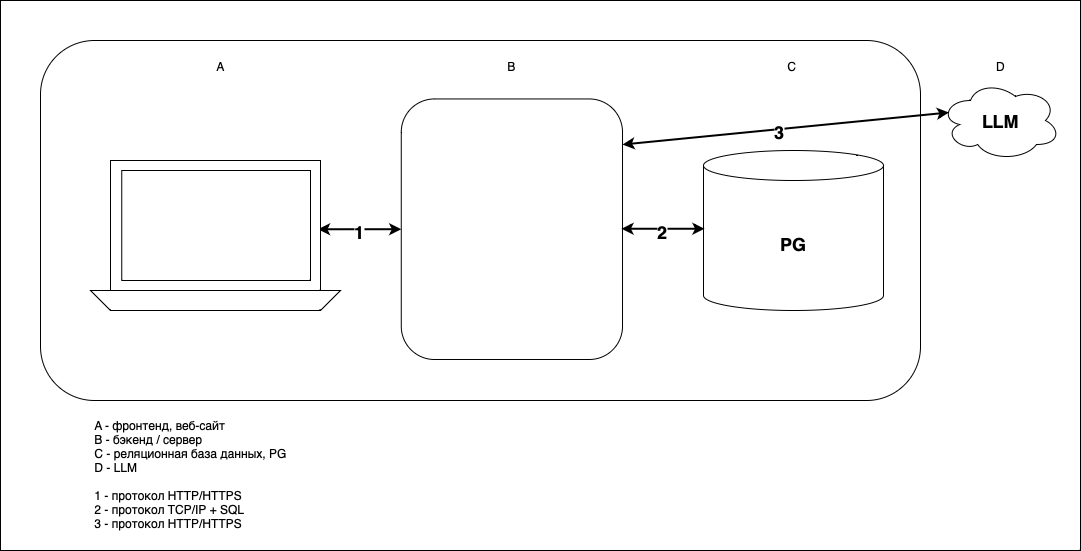 A B C D
LLM
3
1
2
PG
A - фронтенд, веб-сайт
B - бэкенд / сервер
C - реляционная база данных, PG
D - LLM
1 - протокол HTTP/HTTPS
2 - протокол TCP/IP + SQL
3 - протокол HTTP/HTTPS